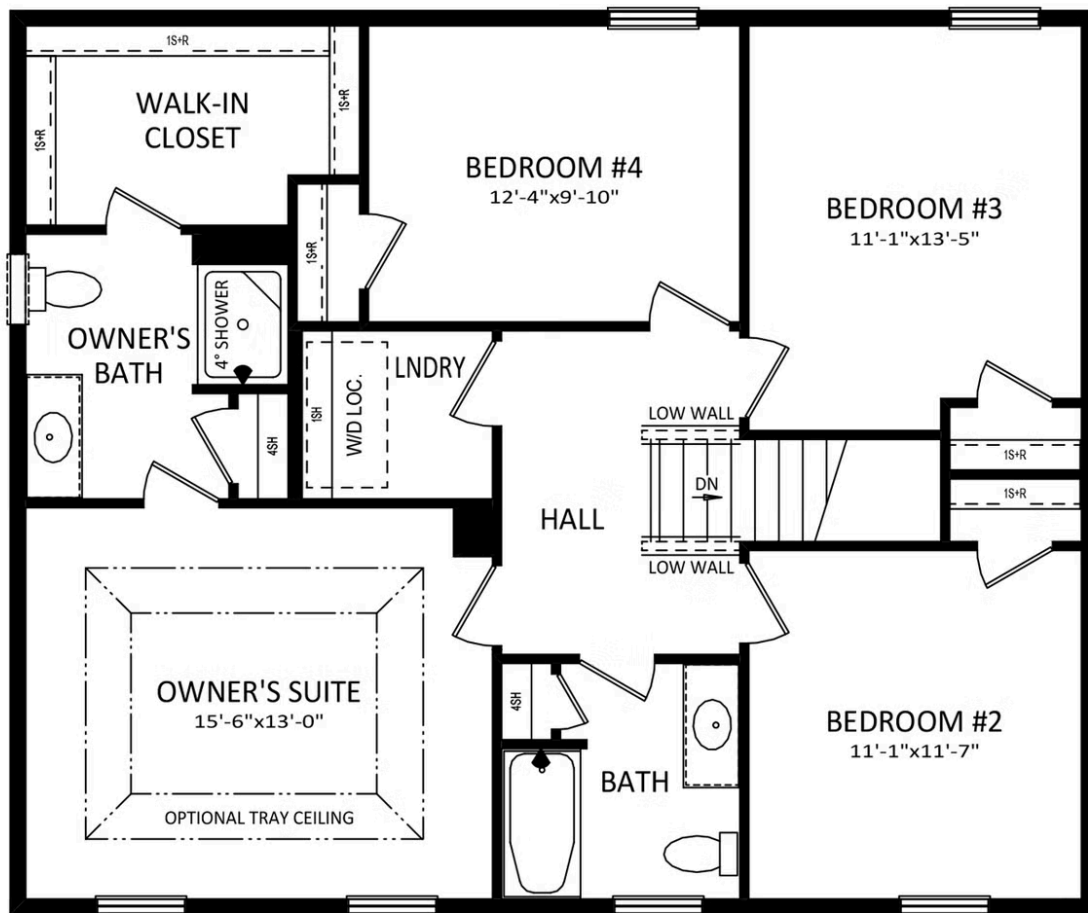 1S+R
1S+R
1S+R
WALK-IN
CLOSET
BEDROOM #4
12'-4"x9'-10"
BEDROOM #3
11'-1"x13'-5"
1S+R
4° SHOWER
OWNER'S
BATH
LNDRY
1SH
W/D LOC.
4SH
LOW WALL
DN
LOW WALL
HALL
1S+R
1S+R
OWNER'S SUITE
15'-6"x13'-0"
OPTIONAL TRAY CEILING
4SH
BATH
BEDROOM #2
11'-1"x11'-7"